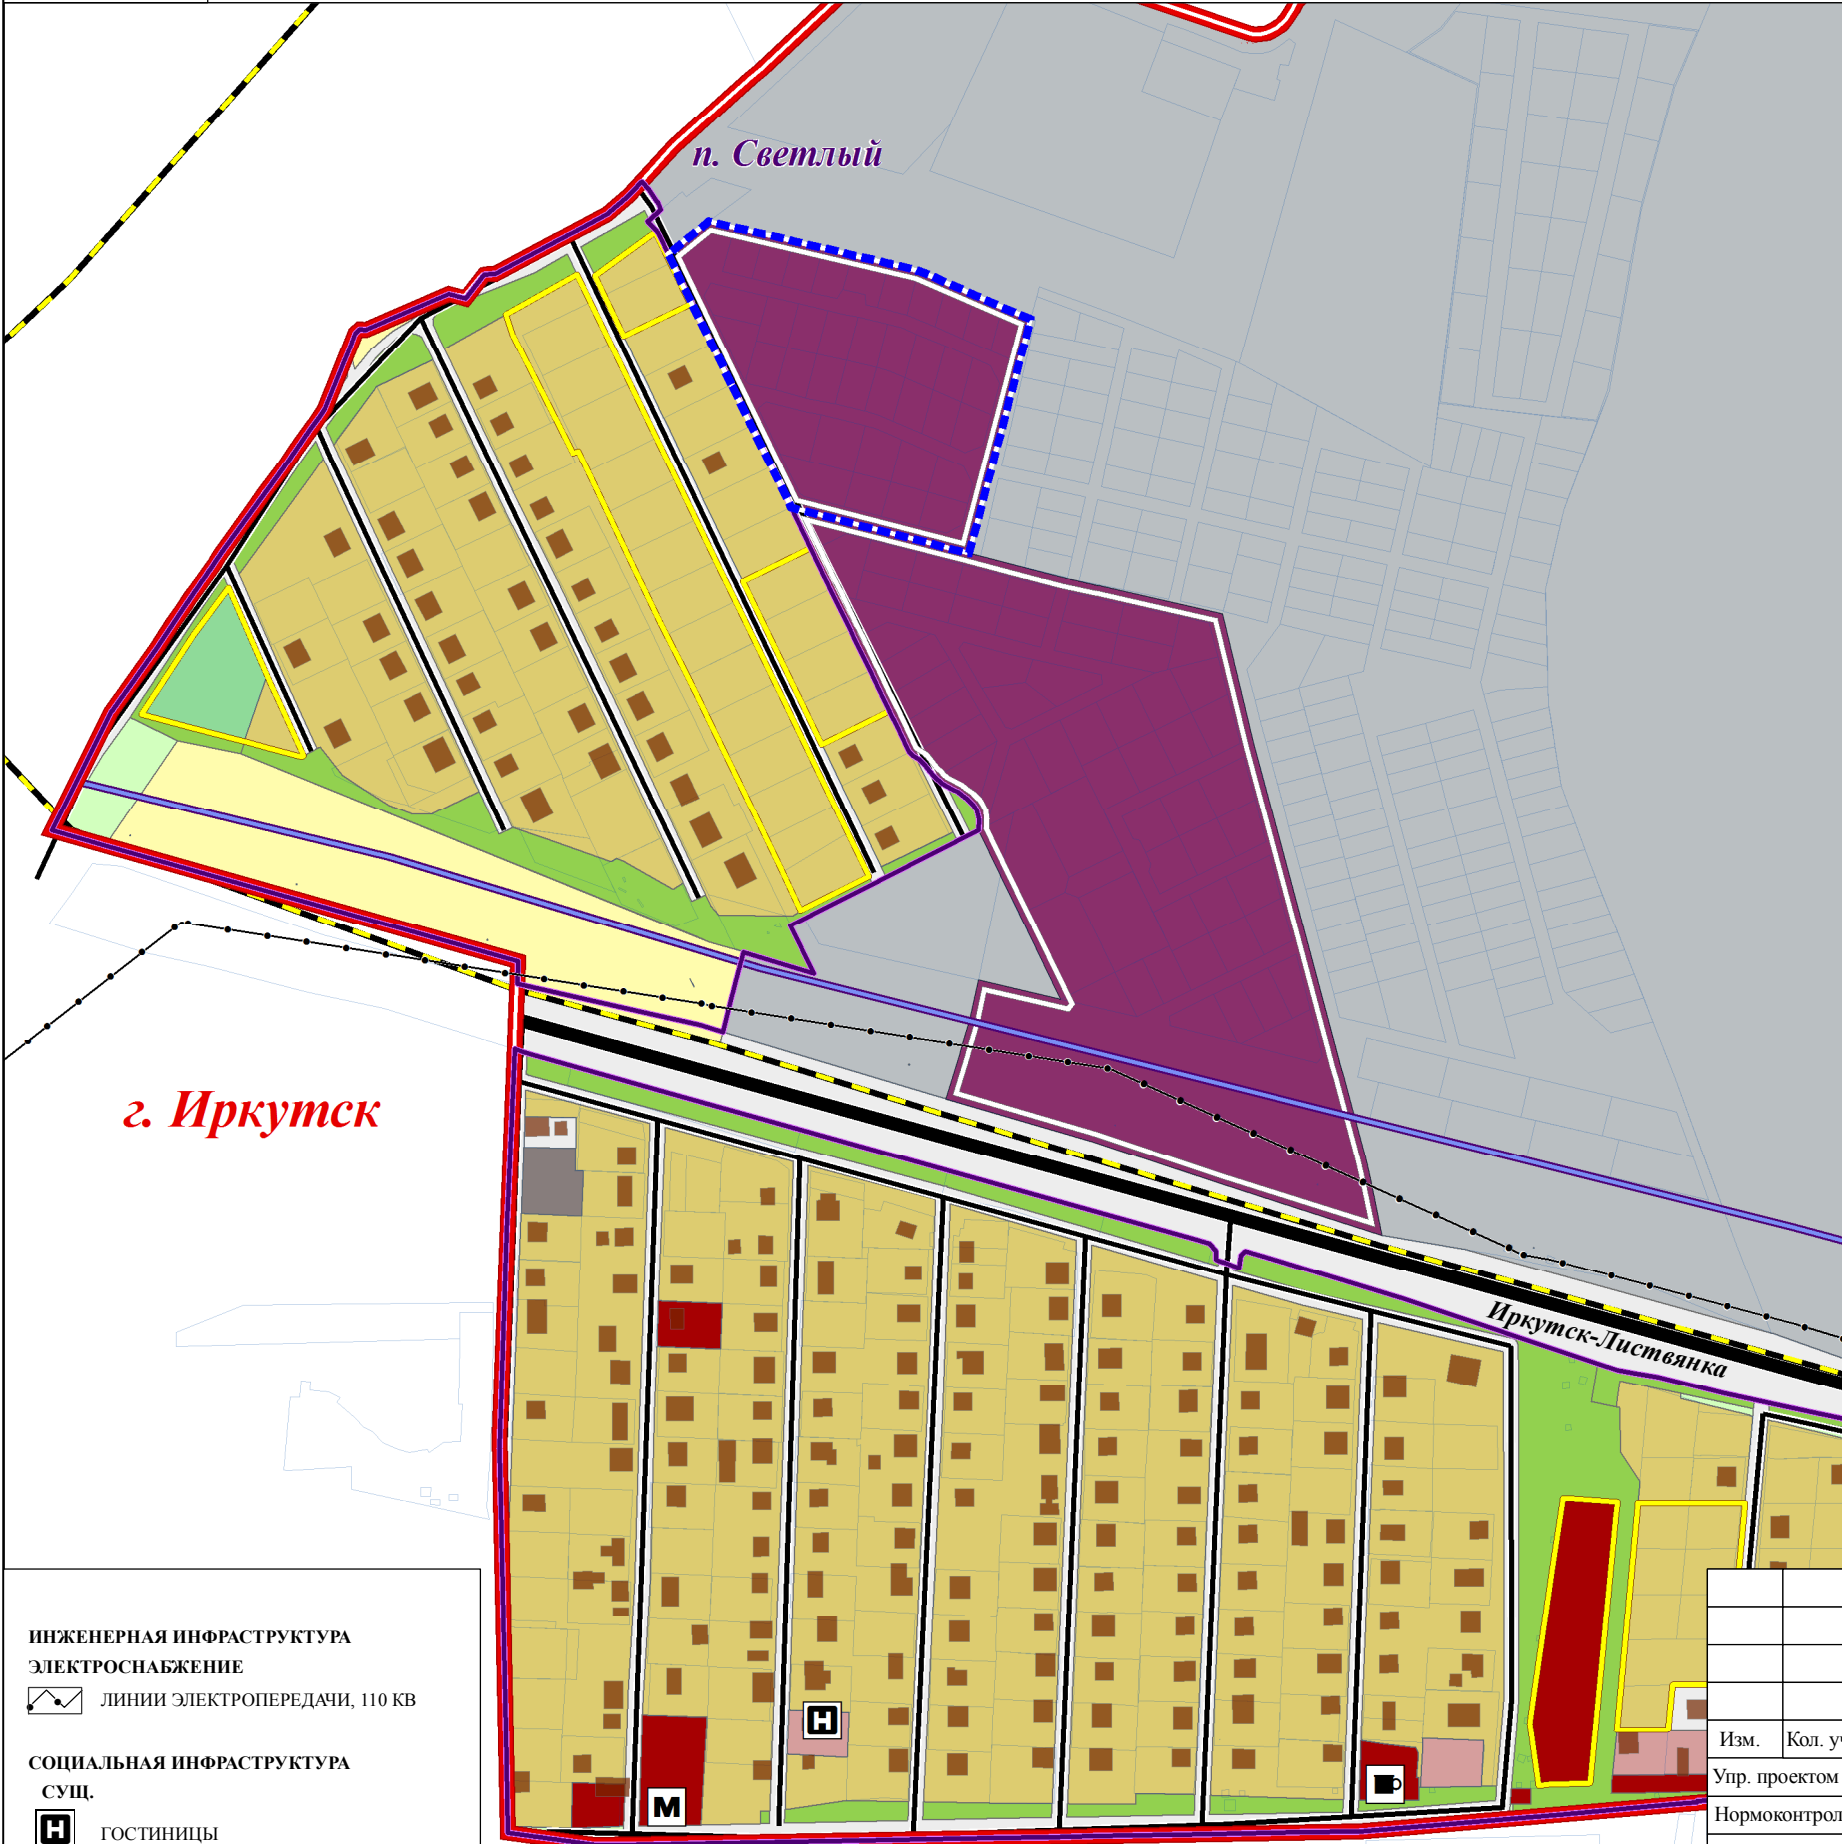 п. Светлый
г. Иркутск
Иркутск-Листвянка
Н
М
ИНЖЕНЕРНАЯ ИНФРАСТРУКТУРА
ЭЛЕКТРОСНАБЖЕНИЕ
ЛИНИИ ЭЛЕКТРОПЕРЕДАЧИ, 110 КВ
СОЦИАЛЬНАЯ ИНФРАСТРУКТУРА
СУЩ.
Н ГОСТИНИЦЫ
Изм. Кол. уч
Упр. проектом
Нормоконтрол